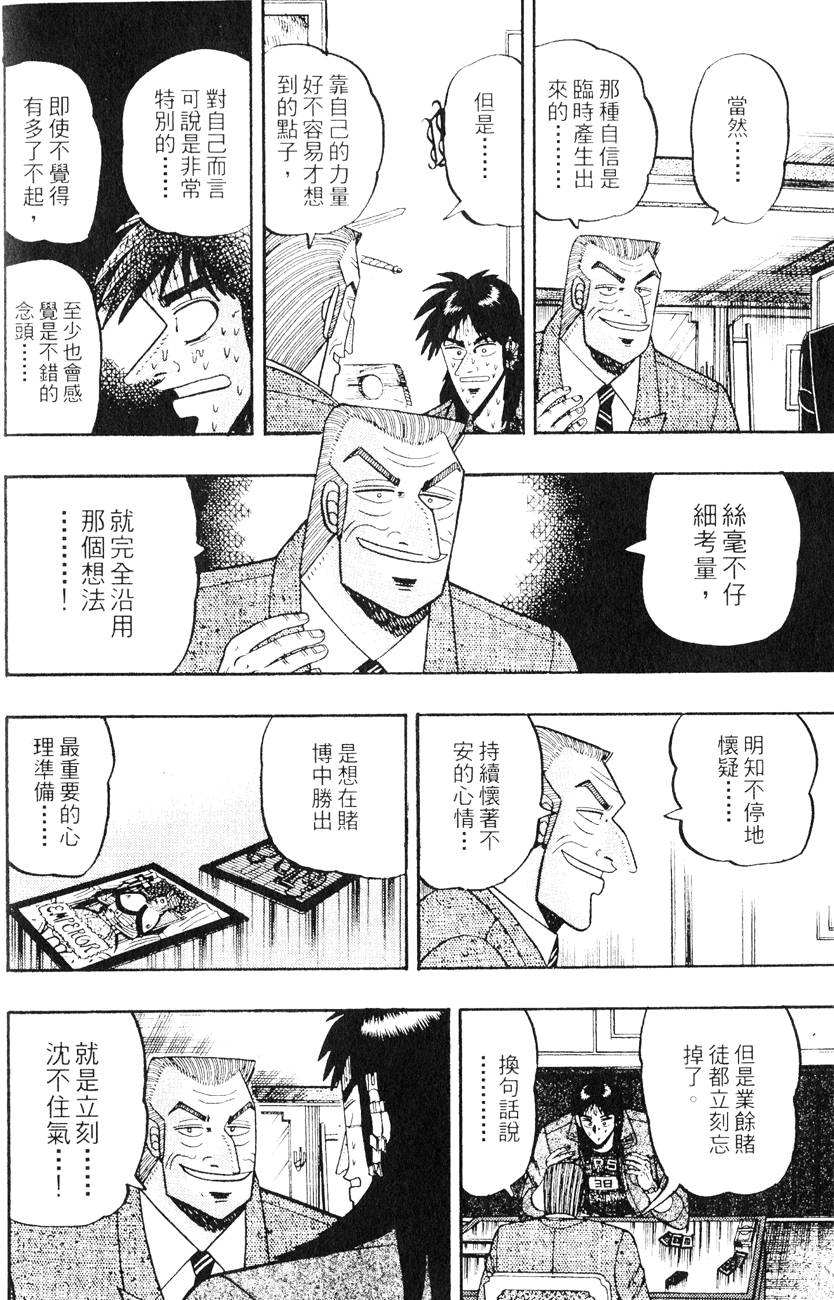 當然……
那種自信是
臨時產生出
來的……
但是……
靠自己的力量
好不容易才想
到的點子，
對自己而言
可說是非常
特別的……
即使不覺得
有多了不起，
至少也會感
覺是不錯的
念頭……
絲毫不仔
細考量，
就完全沿用
那個想法
………！
明知不停地
懷疑……
持續懷著不
安的心情…
是想在賭
博中勝出
最重要的心
理準備……
EMPEROR
但是業餘賭
徒都立刻忘
掉了。
換句話說
………
38
就是立刻……
沈不住氣…！